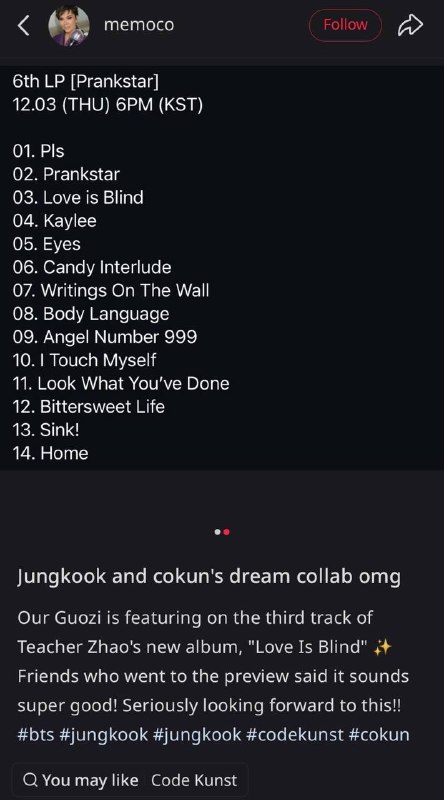 memoco
Follow
6th LP [Prankstar]
12.03 (THU) 6PM (KST)
01. Pls
02. Prankstar
03. Love is Blind
04. Kaylee
05. Eyes
06. Candy Interlude
07. Writings On The Wall
08. Body Language
09. Angel Number 999
10. I Touch Myself
11. Look What You've Done
12. Bittersweet Life
13. Sink!
14. Home
Jungkook and cokun's dream collab omg
Our Guozi is featuring on the third track of
Teacher Zhao's new album, "Love Is Blind" ✨
Friends who went to the preview said it sounds
super good! Seriously looking forward to this!!
#bts #jungkook #jungkook #codekunst #cokun
You may like Code Kunst